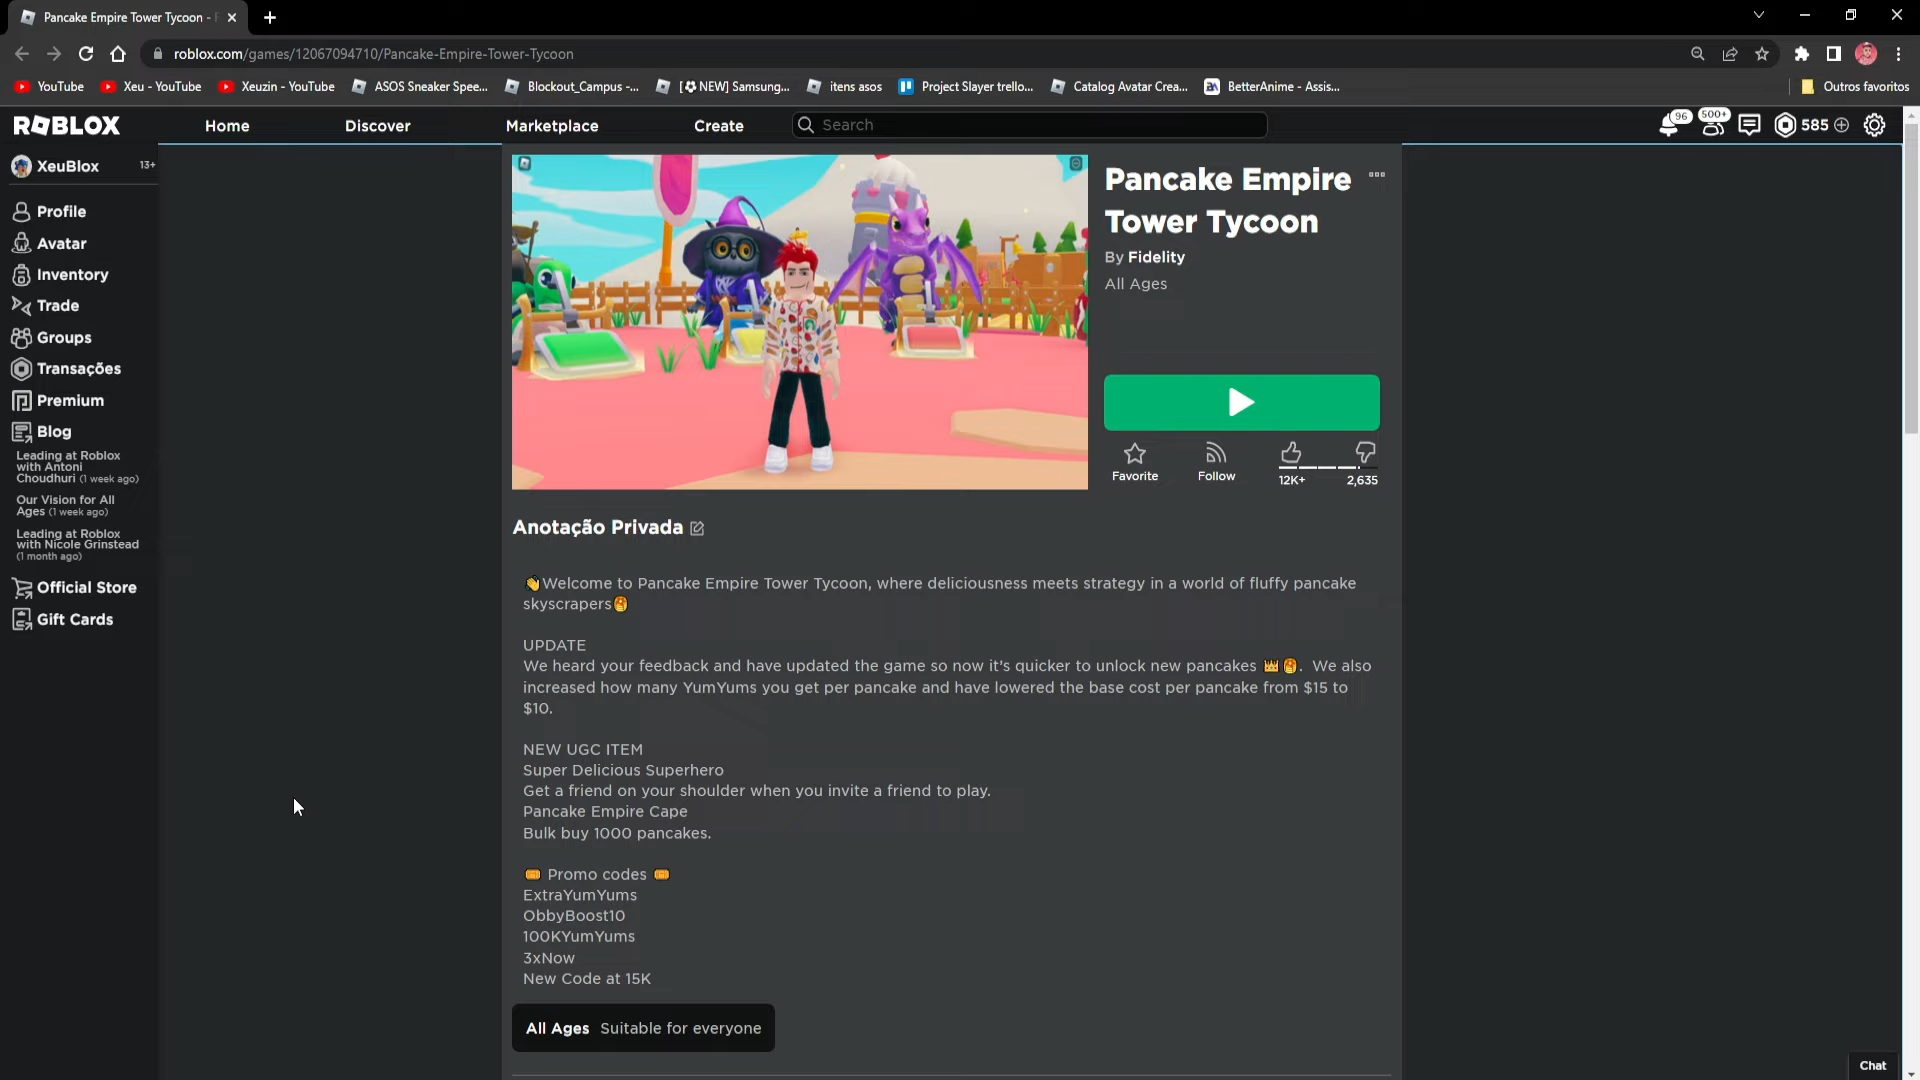 Pancake Empire Tower Tycoon -
roblox.com/games/12067094710/Pancake-Empire-Tower-Tycoon
YouTube
Xeu - YouTube
Xeuzin - YouTube
ASOS Sneaker Spee...
Blockout_Campus -...
[⚽NEW] Samsung...
itens asos
Project Slayer trello...
Catalog Avatar Crea...
BetterAnime - Assis...
Outros favoritos
ROBLOX
Home
Discover
Marketplace
Create
Search
96
500+
585
XeuBlox 13+
Profile
Avatar
Inventory
Trade
Groups
Transações
Premium
Blog
Leading at Roblox
with Antoni
Choudhuri (1 week ago)
Our Vision for All
Ages (1 week ago)
Leading at Roblox
with Nicole Grinstead
(1 month ago)
Official Store
Gift Cards
Pancake Empire
Tower Tycoon
By Fidelity
All Ages
Favorite
Follow
12K+
2,635
Anotação Privada
👋Welcome to Pancake Empire Tower Tycoon, where deliciousness meets strategy in a world of fluffy pancake
skyscrapers🥞
UPDATE
We heard your feedback and have updated the game so now it's quicker to unlock new pancakes 👑🥞. We also
increased how many YumYums you get per pancake and have lowered the base cost per pancake from $15 to
$10.
NEW UGC ITEM
Super Delicious Superhero
Get a friend on your shoulder when you invite a friend to play.
Pancake Empire Cape
Bulk buy 1000 pancakes.
🎟 Promo codes 🎟
ExtraYumYums
ObbyBoost10
100KYumYums
3xNow
New Code at 15K
All Ages Suitable for everyone
Chat